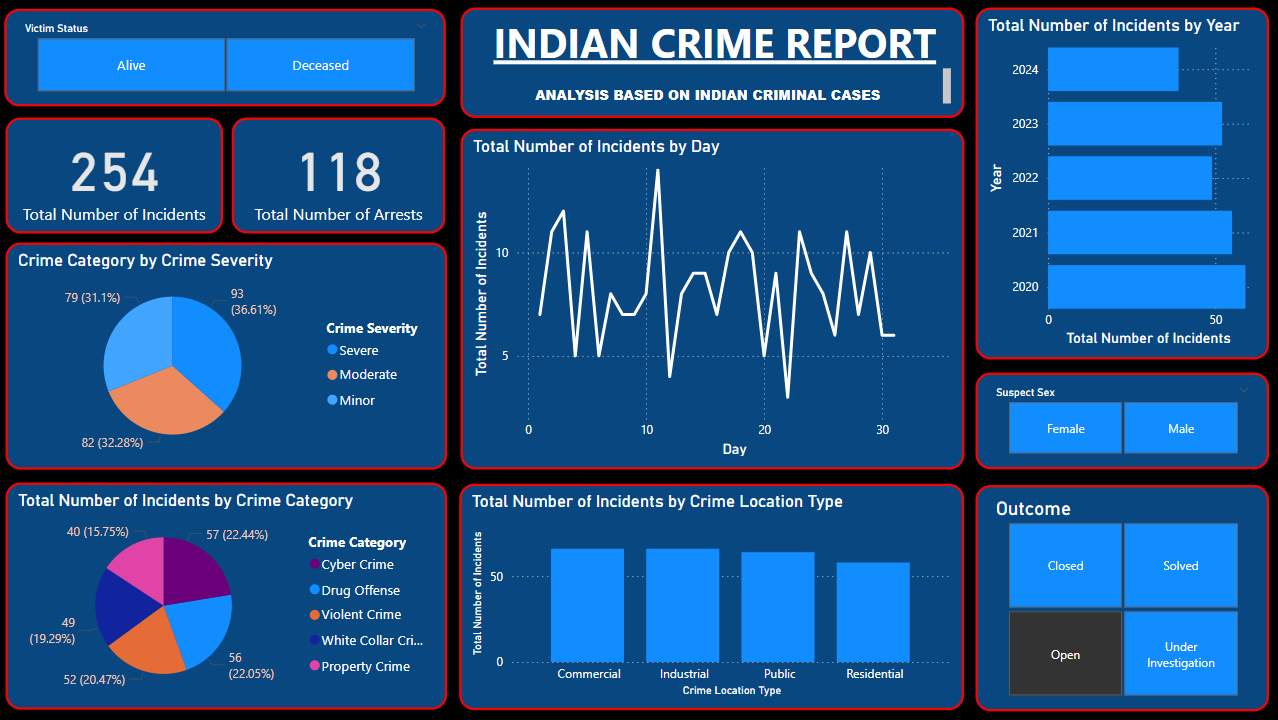 Victim Status
Alive
Deceased
INDIAN CRIME REPORT
ANALYSIS BASED ON INDIAN CRIMINAL CASES
254
Total Number of Incidents
118
Total Number of Arrests
Crime Category by Crime Severity
79 (31.1%)
93
(36.61%)
82 (32.28%)
Crime Severity
Severe
Moderate
Minor
Total Number of Incidents by Day
Total Number of Incidents
10
5
0
10
20
30
Day
Total Number of Incidents by Year
Year
2024
2023
2022
2021
2020
0
50
Total Number of Incidents
Suspect Sex
Female
Male
Total Number of Incidents by Crime Category
40 (15.75%)
57 (22.44%)
49
(19.29%)
56
(22.05%)
52 (20.47%)
Crime Category
Cyber Crime
Drug Offense
Violent Crime
White Collar Cri...
Property Crime
Total Number of Incidents by Crime Location Type
Total Number of Incidents
50
0
Commercial
Industrial
Public
Residential
Crime Location Type
Outcome
Closed
Solved
Open
Under
Investigation